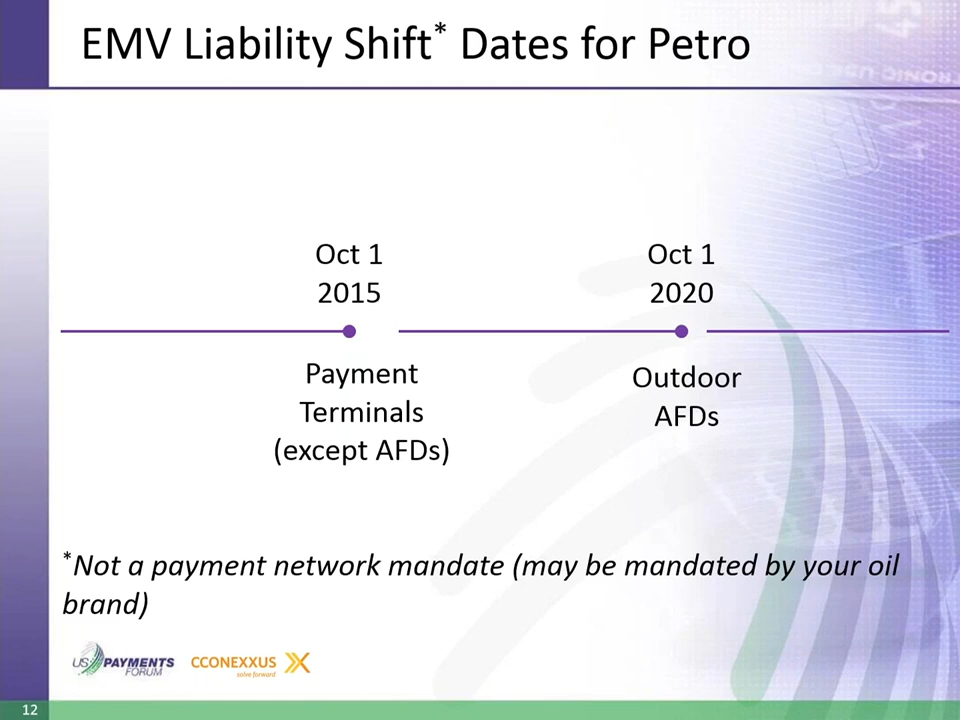 EMV Liability Shift* Dates for Petro
Oct 1
2015
Oct 1
2020
Payment
Terminals
(except AFDs)
Outdoor
AFDs
*Not a payment network mandate (may be mandated by your oil
brand)
US PAYMENTS
FORUM
CCONEXXUS
solve forward
12